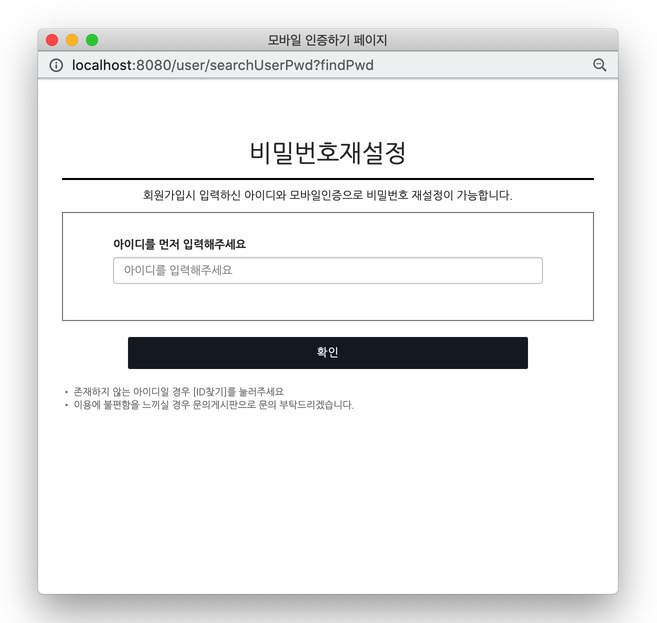 모바일 인증하기 페이지
localhost:8080/user/searchUserPwd?findPwd
비밀번호재설정
회원가입시 입력하신 아이디와 모바일인증으로 비밀번호 재설정이 가능합니다.
아이디를 먼저 입력해주세요
아이디를 입력해주세요
확인
• 존재하지 않는 아이디일 경우 [ID찾기]를 눌러주세요
• 이용에 불편함을 느끼실 경우 문의게시판으로 문의 부탁드리겠습니다.